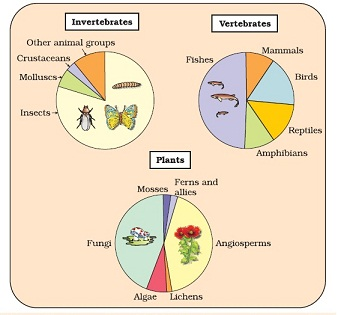 Invertebrates
Other animal groups
Crustaceans
Molluscs
Insects
Vertebrates
Mammals
Fishes
Birds
Reptiles
Amphibians
Plants
Mosses
Ferns and
allies
Fungi
Angiosperms
Algae
Lichens